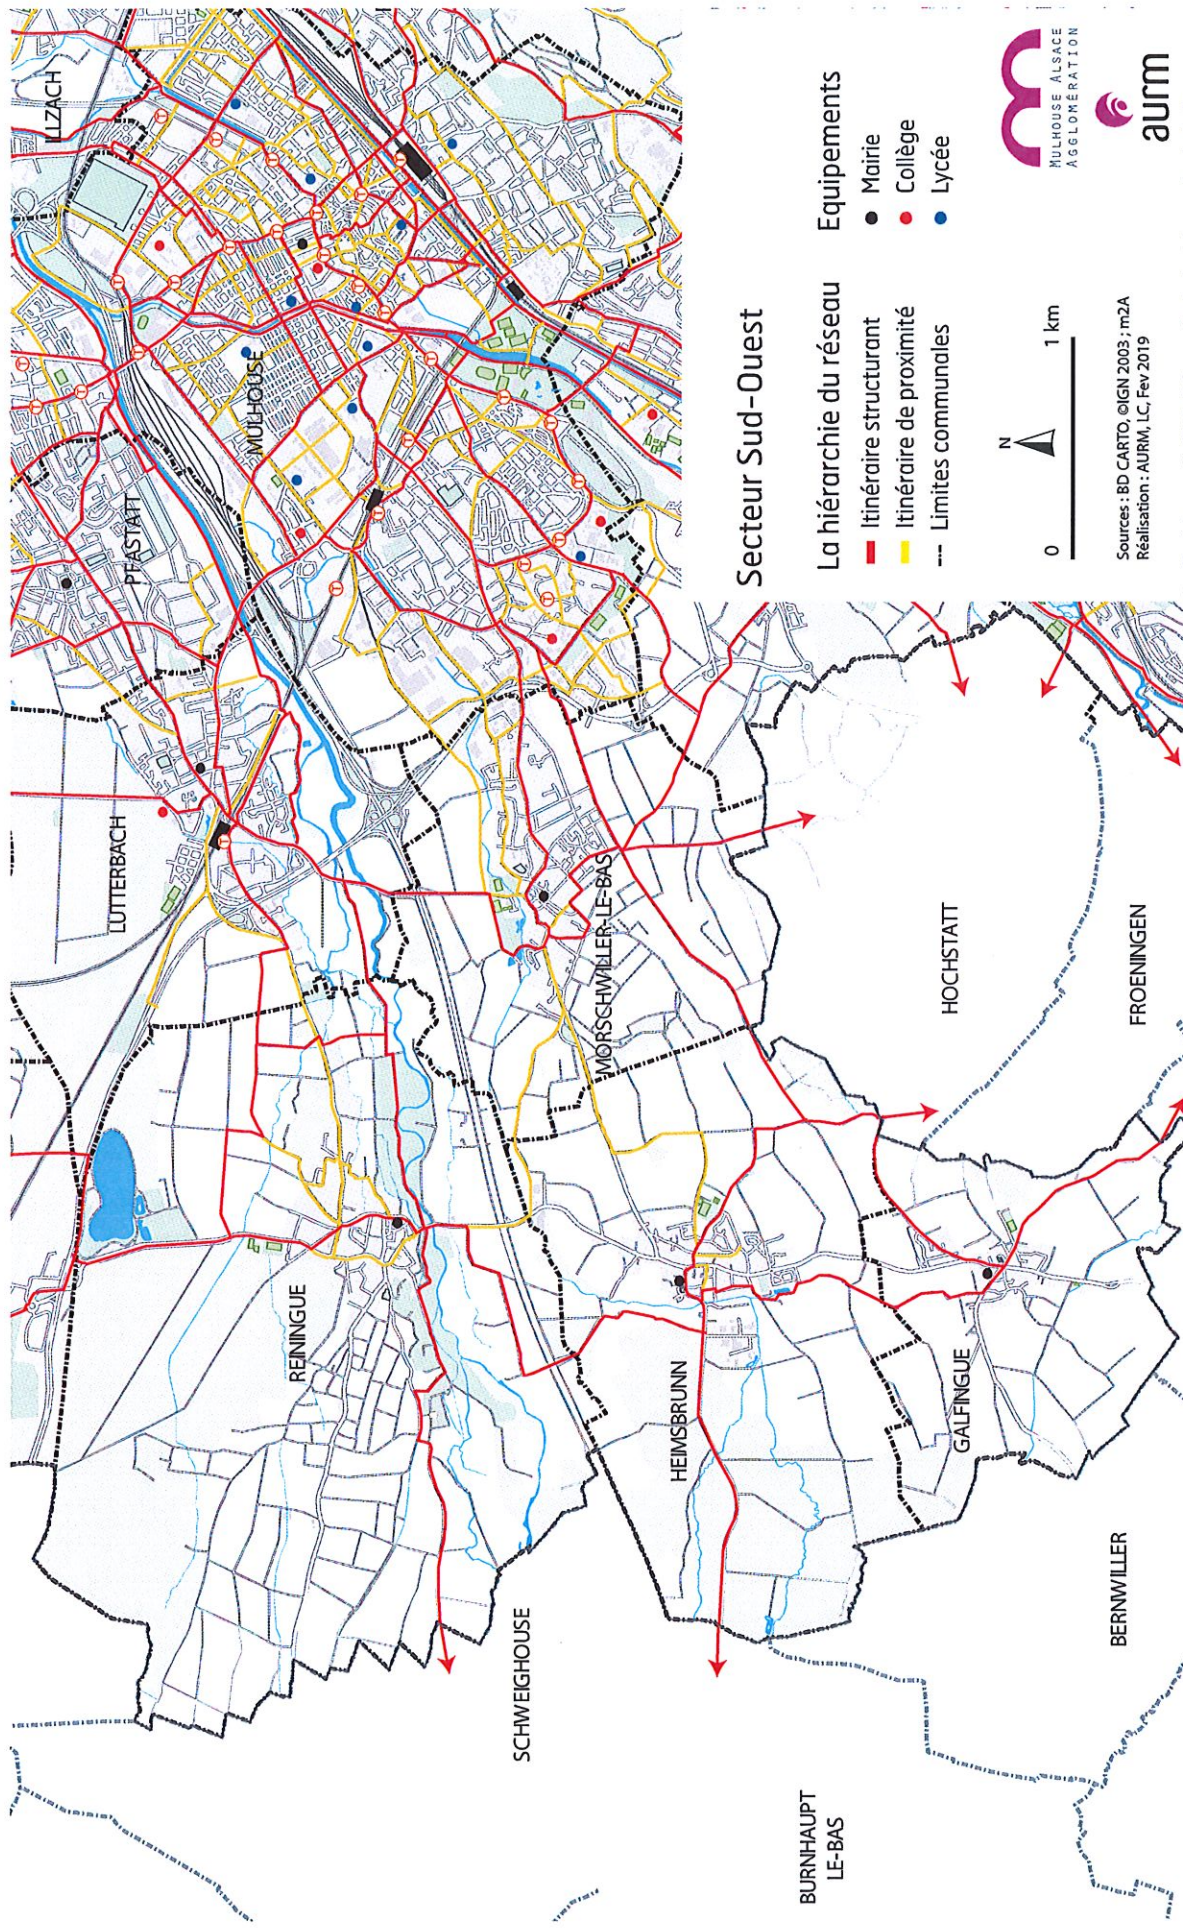 ILLZACH
PFASTATT
MULHOUSE
LUTTERBACH
MORSCHWILLER-LE-BAS
REININGUE
HEIMSBRUNN
GALFINGUE
HOCHSTATT
FROENINGEN
SCHWEIGHOUSE
BURNHAUPT
LE-BAS
BERNWILLER
Secteur Sud-Ouest
La hiérarchie du réseau
Itinéraire structurant
Itinéraire de proximité
Limites communales
Equipements
Mairie
Collège
Lycée
N
0 1 km
Sources : BD CARTO, ©IGN 2003 ; m2A
Réalisation : AURM, LC, Fev 2019
MULHOUSE ALSACE
AGGLOMÉRATION
aurm